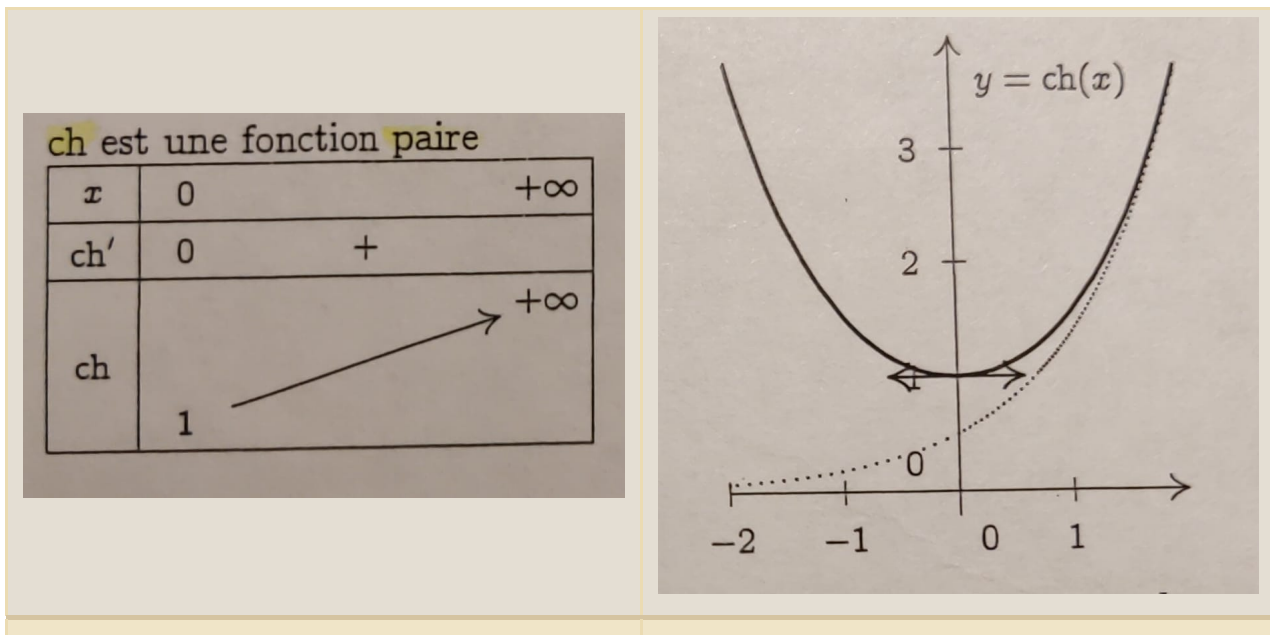 ch est une fonction paire
x 0 +∞
ch′ 0 +
+∞
ch
1
y = ch(x)
3
2
1
0
−2 −1 0 1